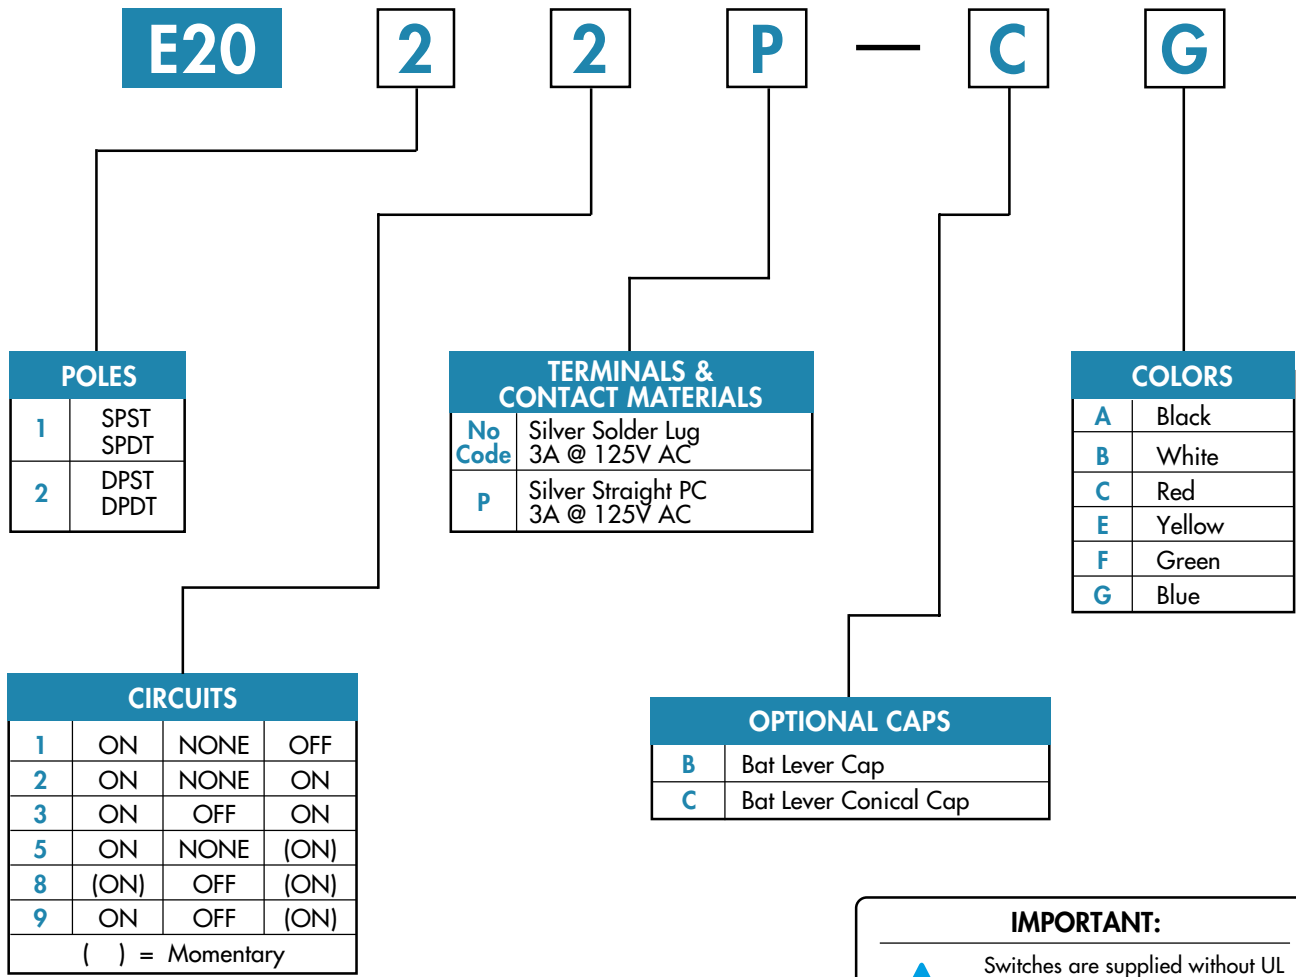 E20 2 2 P — C G
POLES
1 SPST
SPDT
2 DPST
DPDT
TERMINALS &
CONTACT MATERIALS
No Code Silver Solder Lug
3A @ 125V AC
P Silver Straight PC
3A @ 125V AC
COLORS
A Black
B White
C Red
E Yellow
F Green
G Blue
CIRCUITS
1 ON NONE OFF
2 ON NONE ON
3 ON OFF ON
5 ON NONE (ON)
8 (ON) OFF (ON)
9 ON OFF (ON)
( ) = Momentary
OPTIONAL CAPS
B Bat Lever Cap
C Bat Lever Conical Cap
IMPORTANT:
Switches are supplied without UL